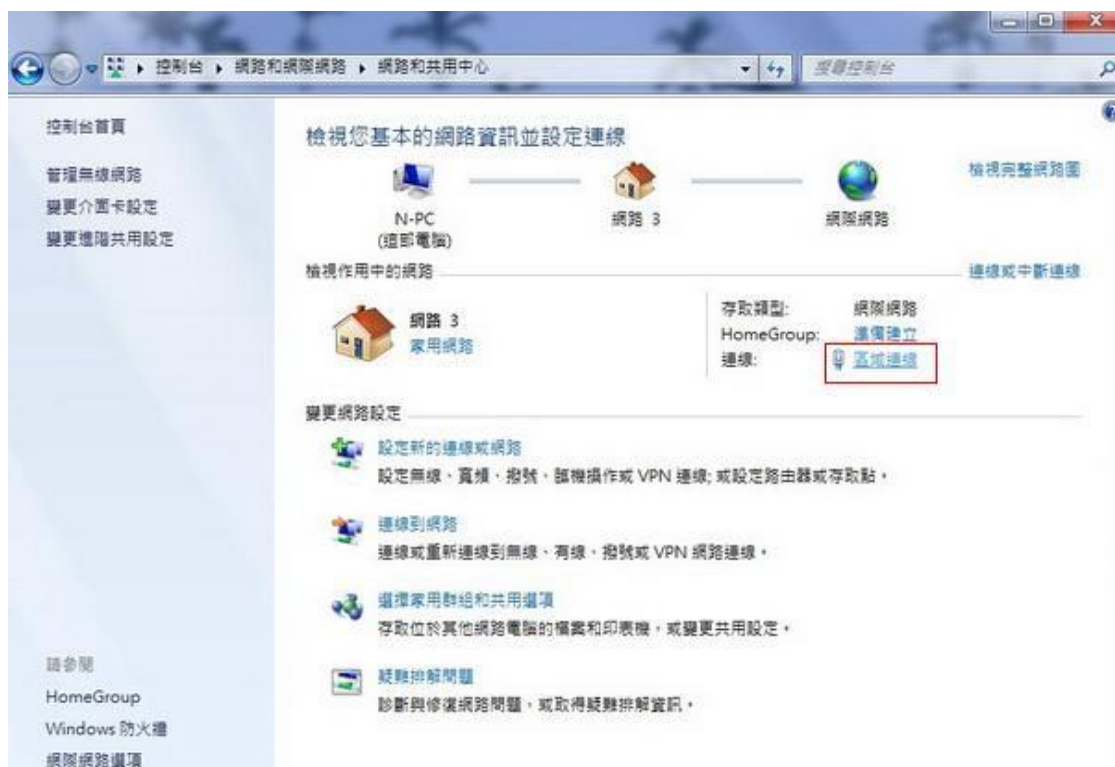 控制台 ▸ 網路和網際網路 ▸ 網路和共用中心
搜尋控制台
控制台首頁
管理無線網路
變更介面卡設定
變更進階共用設定
檢視您基本的網路資訊並設定連線
檢視完整網路圖
N-PC
(這部電腦)
網路 3
網際網路
檢視作用中的網路
連線或中斷連線
網路 3
家用網路
存取類型: 網際網路
HomeGroup: 準備建立
連線: 區域連線
變更網路設定
設定新的連線或網路
設定無線、寬頻、撥號、臨機操作或 VPN 連線; 或設定路由器或存取點。
連線到網路
連線或重新連線到無線、有線、撥號或 VPN 網路連線。
選擇家用群組和共用選項
存取位於其他網路電腦的檔案和印表機，或變更共用設定。
疑難排解問題
診斷與修復網路問題，或取得疑難排解資訊。
請參閱
HomeGroup
Windows 防火牆
網際網路選項